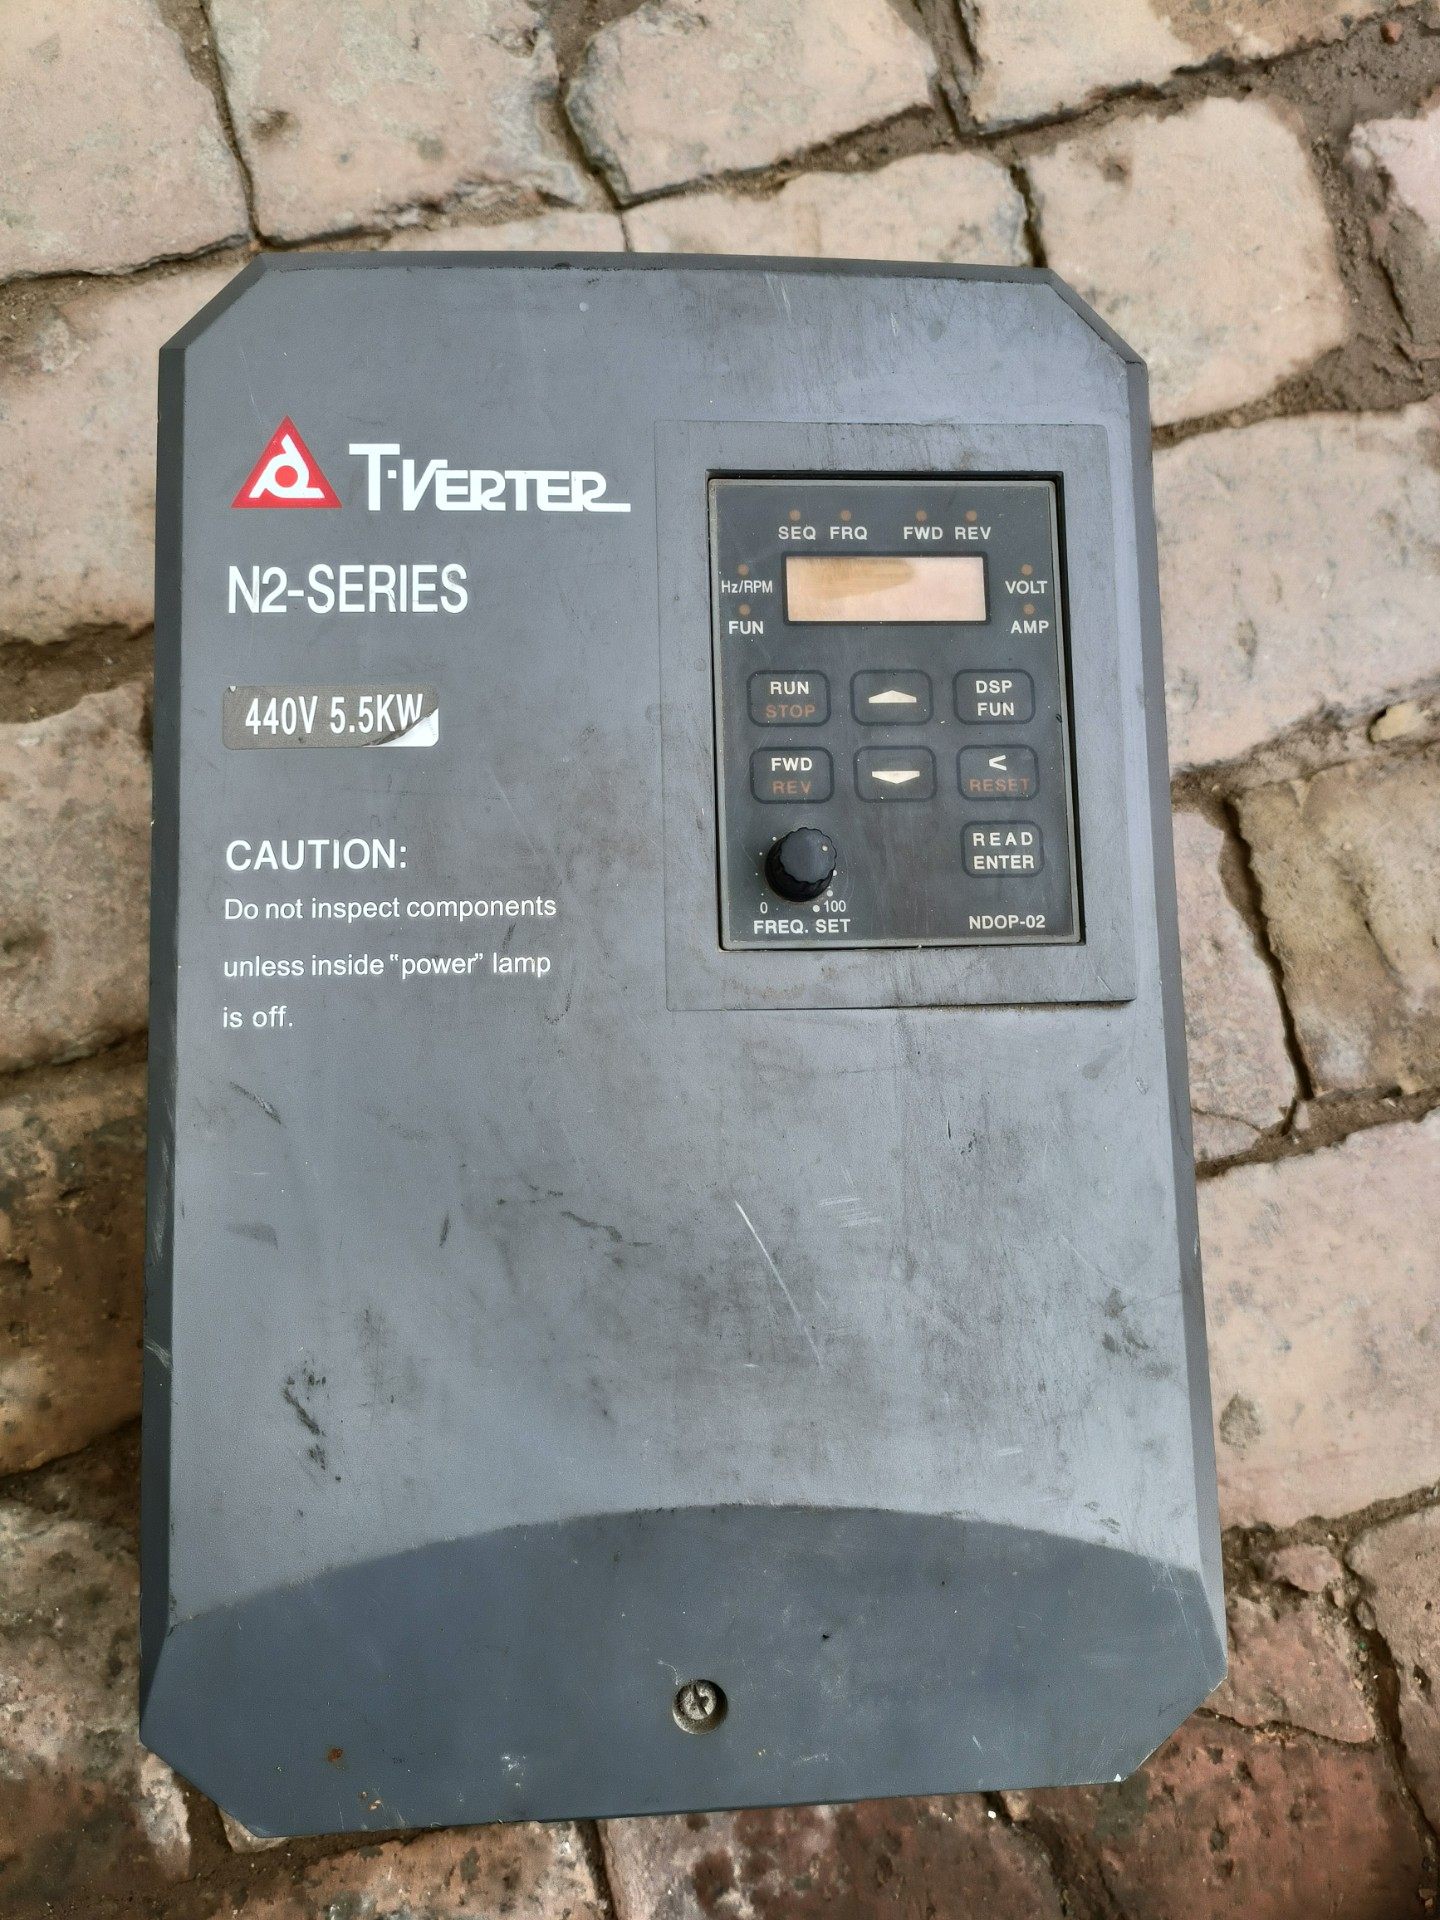 T-VERTER
N2-SERIES
440V 5.5KW
CAUTION:
Do not inspect components
unless inside "power" lamp
is off.
SEQ FRQ FWD REV
Hz/RPM VOLT
FUN AMP
RUN
STOP
DSP
FUN
FWD
REV
<
RESET
READ
ENTER
0 100
FREQ. SET
NDOP-02